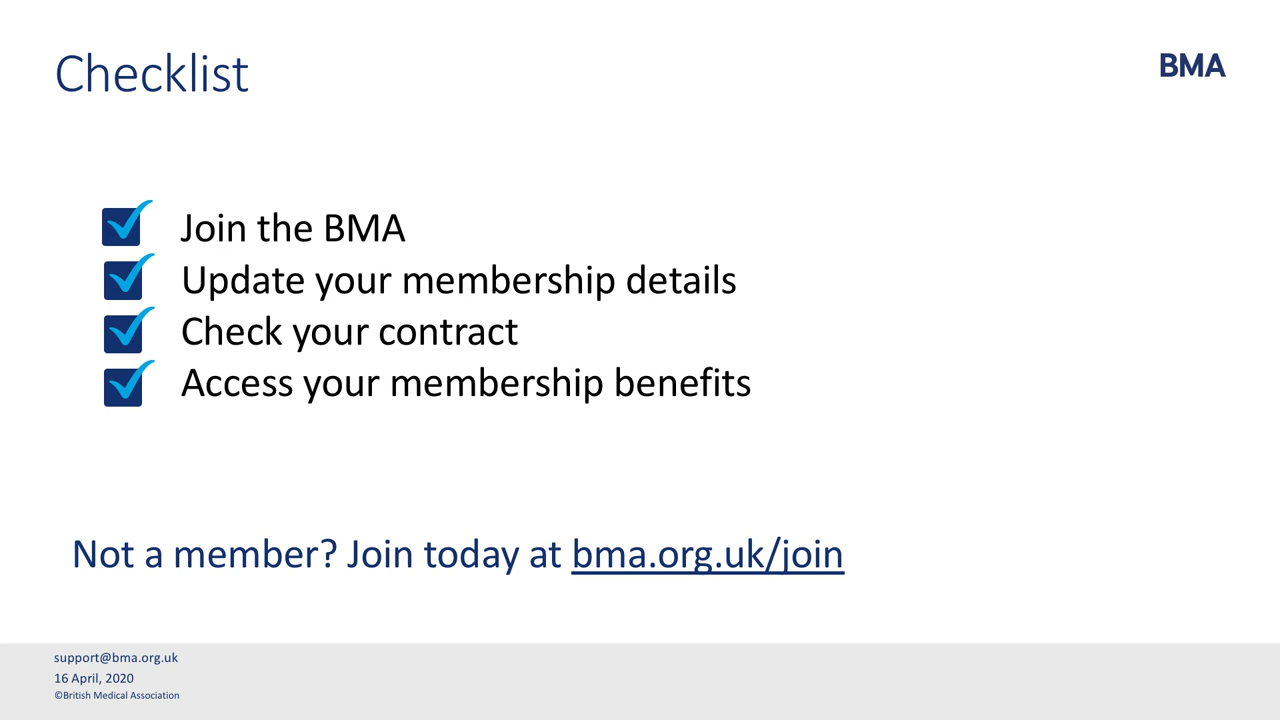 Checklist
BMA
Join the BMA
Update your membership details
Check your contract
Access your membership benefits
Not a member? Join today at bma.org.uk/join
support@bma.org.uk
16 April, 2020
©British Medical Association